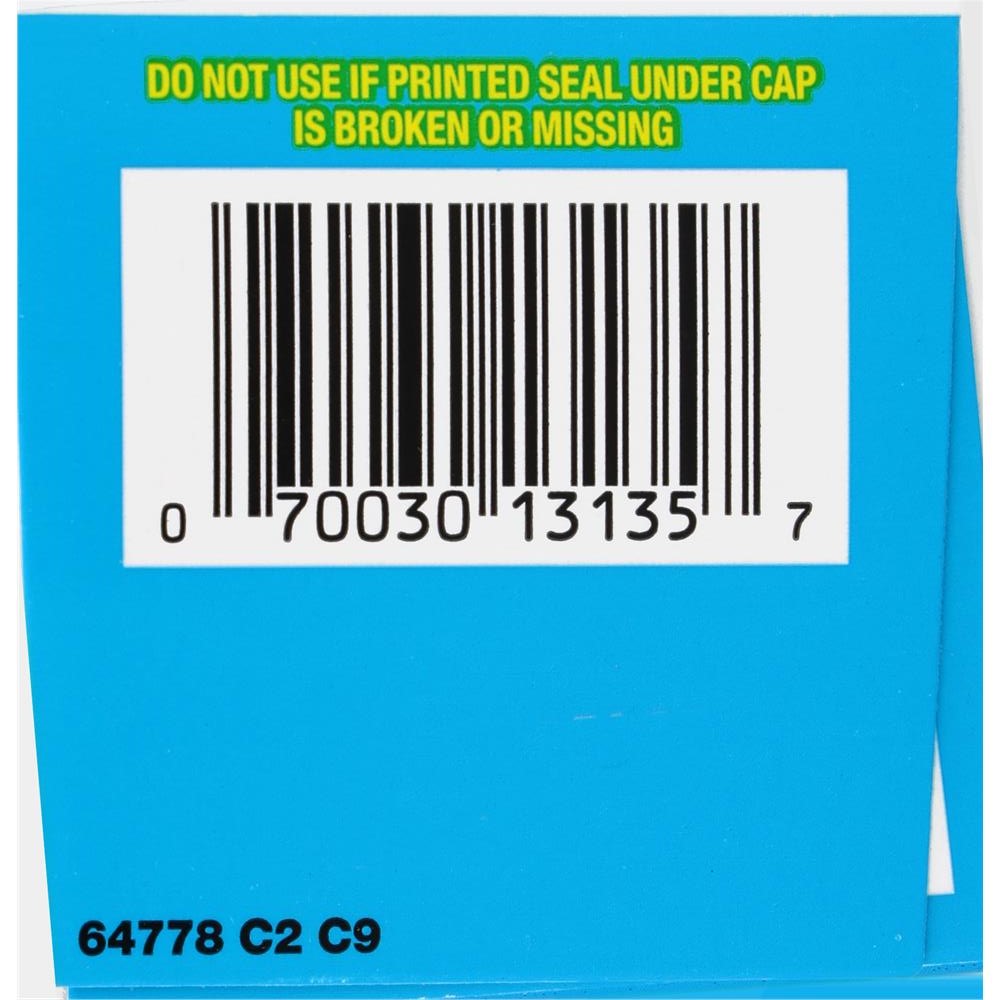 DO NOT USE IF PRINTED SEAL UNDER CAP
IS BROKEN OR MISSING
0 70030 13135 7
64778 C2 C9